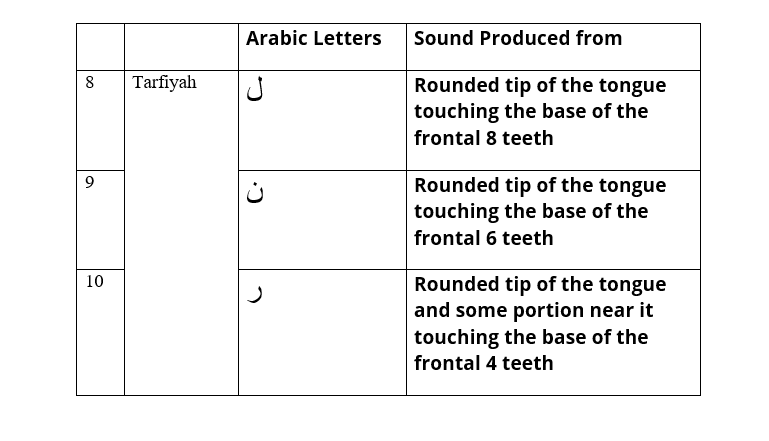 Arabic Letters Sound Produced from
8 Tarfiyah ل Rounded tip of the tongue
touching the base of the
frontal 8 teeth
9 ن Rounded tip of the tongue
touching the base of the
frontal 6 teeth
10 ر Rounded tip of the tongue
and some portion near it
touching the base of the
frontal 4 teeth